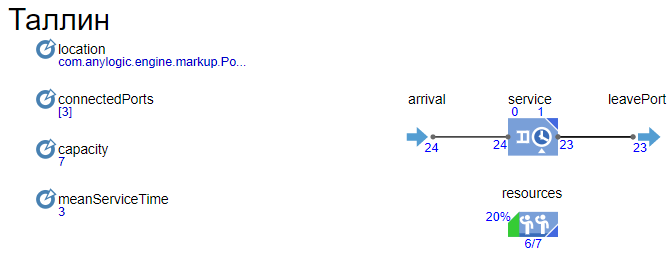 Таллин
location
com.anylogic.engine.markup.Po...
connectedPorts
[3]
capacity
7
meanServiceTime
3
arrival
service
leavePort
0
1
24
24
23
23
resources
20%
6/7